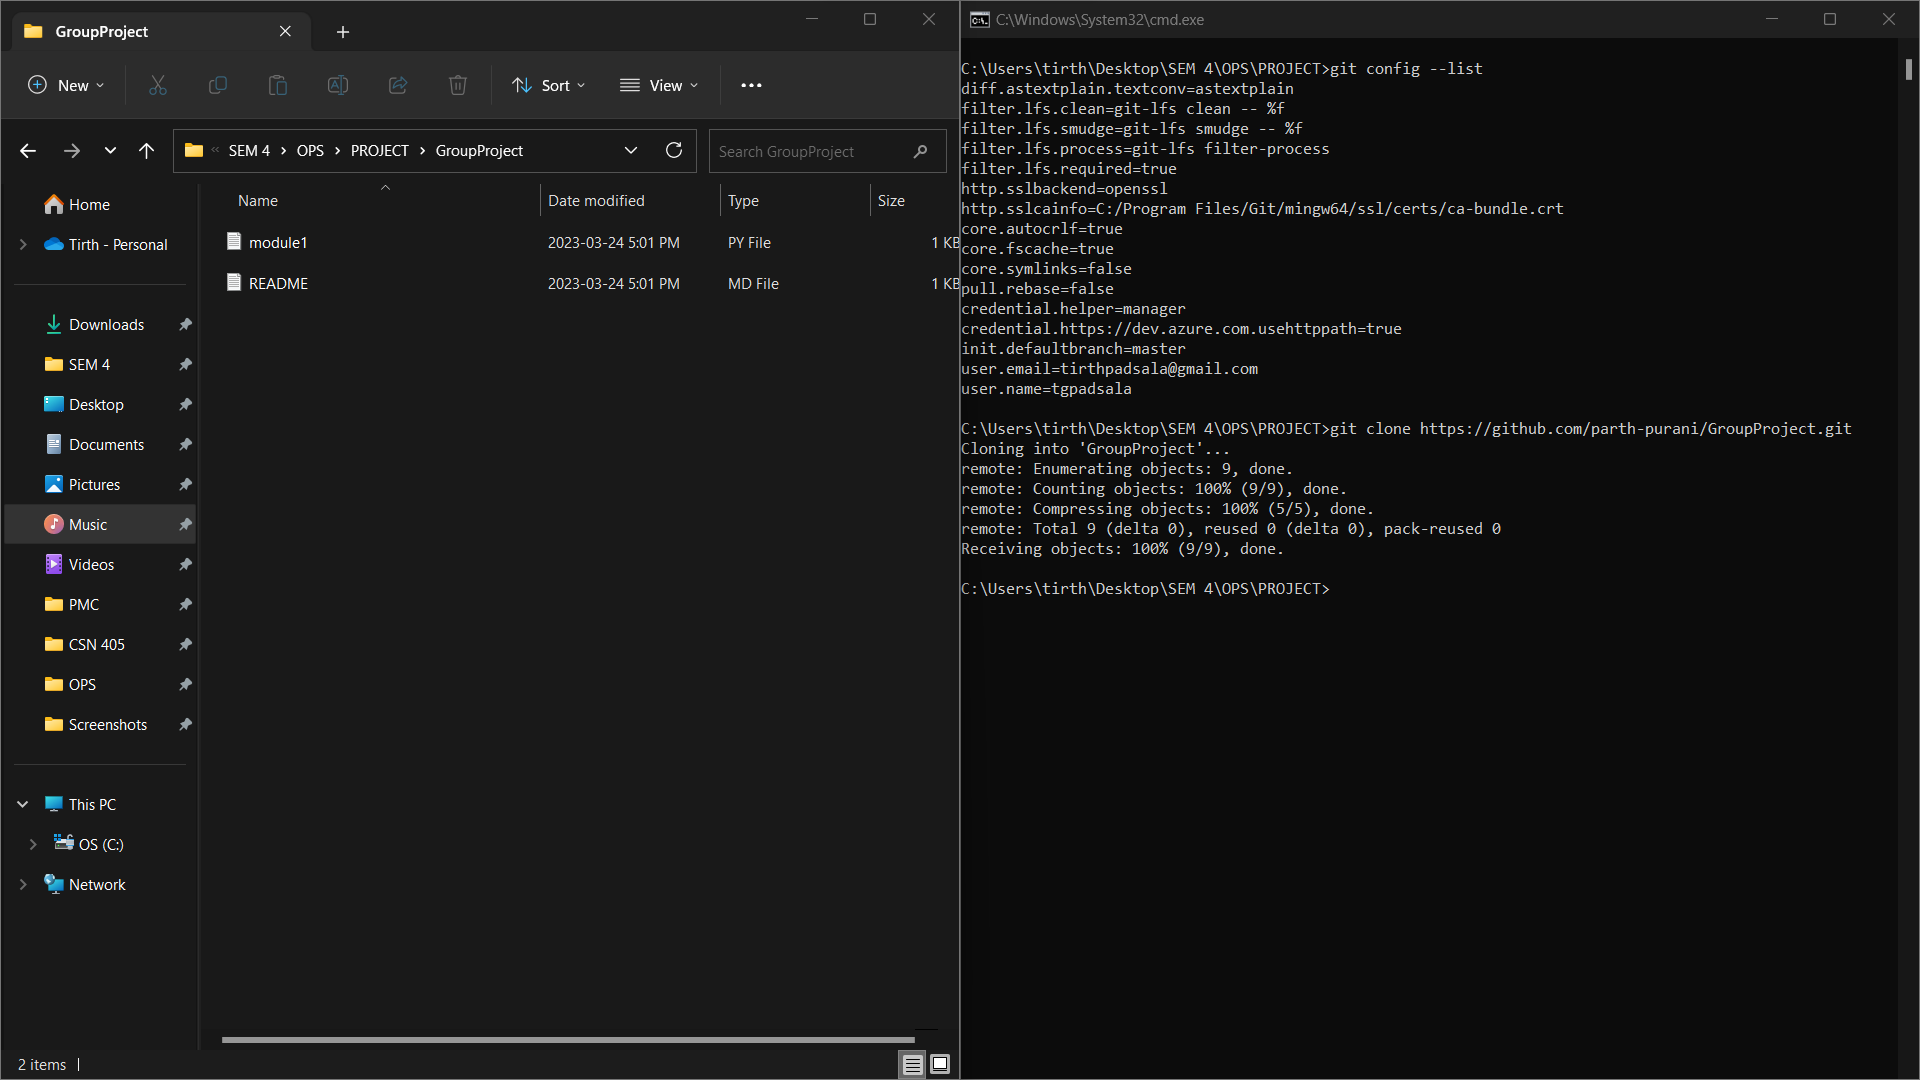 GroupProject
New
Sort
View
SEM 4 > OPS > PROJECT > GroupProject
Search GroupProject
Home
Tirth - Personal
Downloads
SEM 4
Desktop
Documents
Pictures
Music
Videos
PMC
CSN 405
OPS
Screenshots
This PC
OS (C:)
Network
Name Date modified Type Size
module1 2023-03-24 5:01 PM PY File 1 KB
README 2023-03-24 5:01 PM MD File 1 KB
2 items
C:\Windows\System32\cmd.exe
C:\Users\tirth\Desktop\SEM 4\OPS\PROJECT>git config --list
diff.astextplain.textconv=astextplain
filter.lfs.clean=git-lfs clean -- %f
filter.lfs.smudge=git-lfs smudge -- %f
filter.lfs.process=git-lfs filter-process
filter.lfs.required=true
http.sslbackend=openssl
http.sslcainfo=C:/Program Files/Git/mingw64/ssl/certs/ca-bundle.crt
core.autocrlf=true
core.fscache=true
core.symlinks=false
pull.rebase=false
credential.helper=manager
credential.https://dev.azure.com.usehttppath=true
init.defaultbranch=master
user.email=tirthpadsala@gmail.com
user.name=tgpadsala
C:\Users\tirth\Desktop\SEM 4\OPS\PROJECT>git clone https://github.com/parth-purani/GroupProject.git
Cloning into 'GroupProject'...
remote: Enumerating objects: 9, done.
remote: Counting objects: 100% (9/9), done.
remote: Compressing objects: 100% (5/5), done.
remote: Total 9 (delta 0), reused 0 (delta 0), pack-reused 0
Receiving objects: 100% (9/9), done.
C:\Users\tirth\Desktop\SEM 4\OPS\PROJECT>